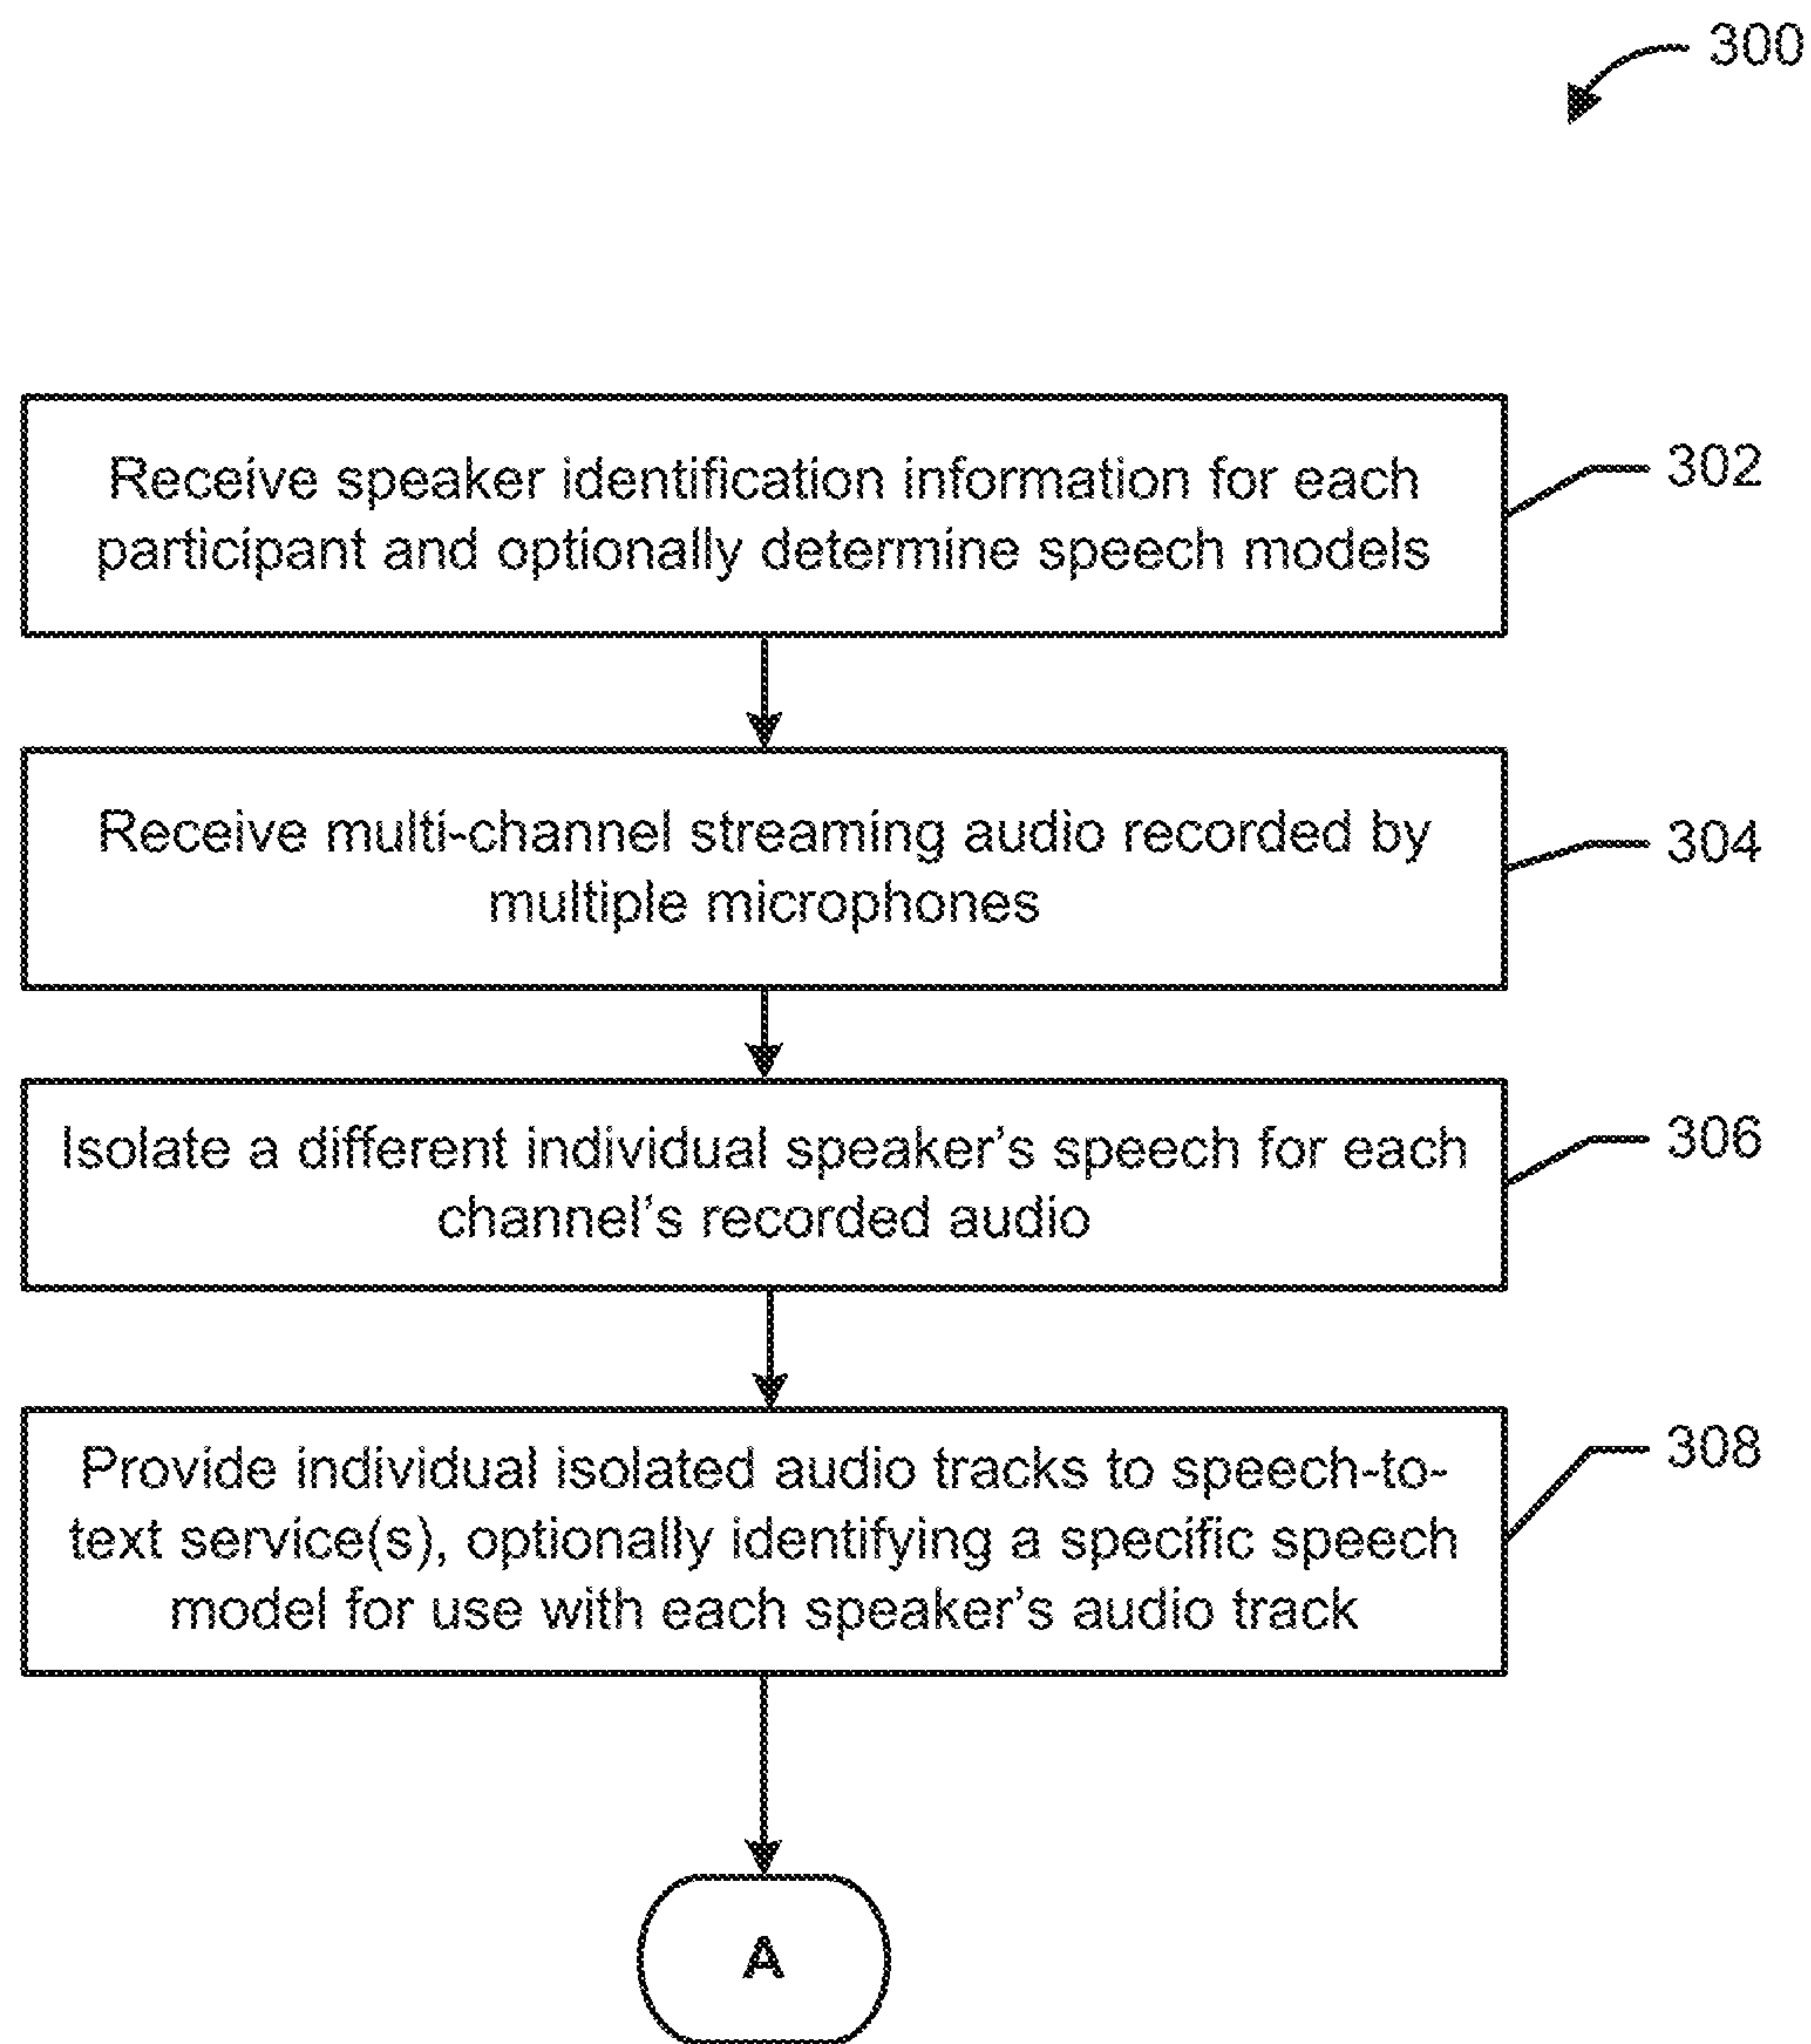 300
Receive speaker identification information for each
participant and optionally determine speech models
302
Receive multi-channel streaming audio recorded by
multiple microphones
304
Isolate a different individual speaker's speech for each
channel's recorded audio
306
Provide individual isolated audio tracks to speech-to-
text service(s), optionally identifying a specific speech
model for use with each speaker's audio track
308
A